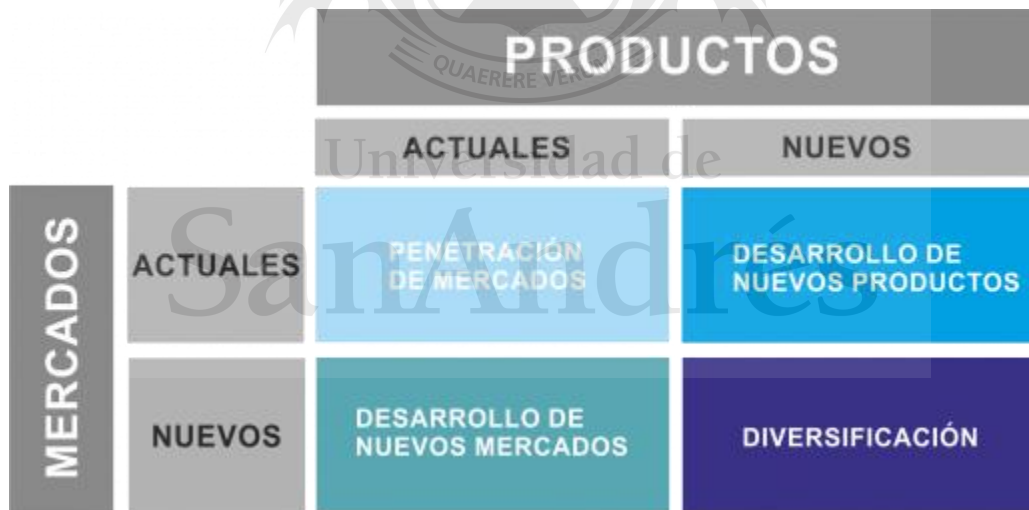 PRODUCTOS
QUAERERE VERUM
Universidad de
SanAndrés
ACTUALES
NUEVOS
MERCADOS
ACTUALES
PENETRACIÓN
DE MERCADOS
DESARROLLO DE
NUEVOS PRODUCTOS
NUEVOS
DESARROLLO DE
NUEVOS MERCADOS
DIVERSIFICACIÓN